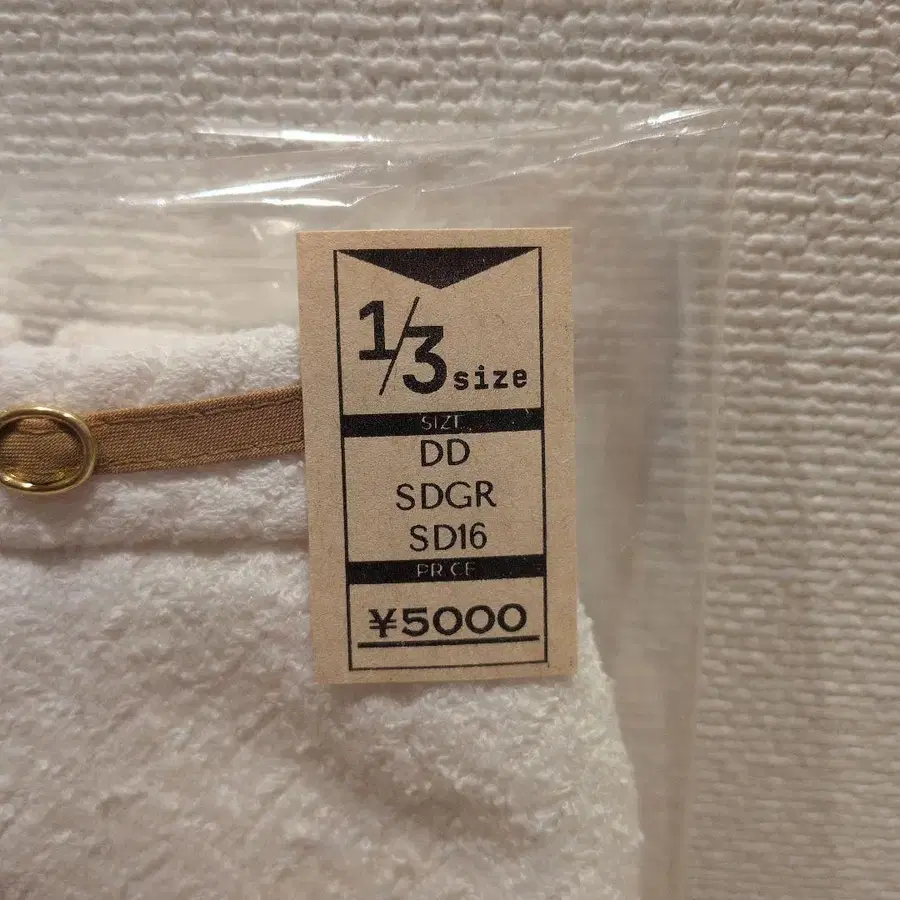 1/3 size
SIZE
DD
SDGR
SD16
PRICE
¥5000